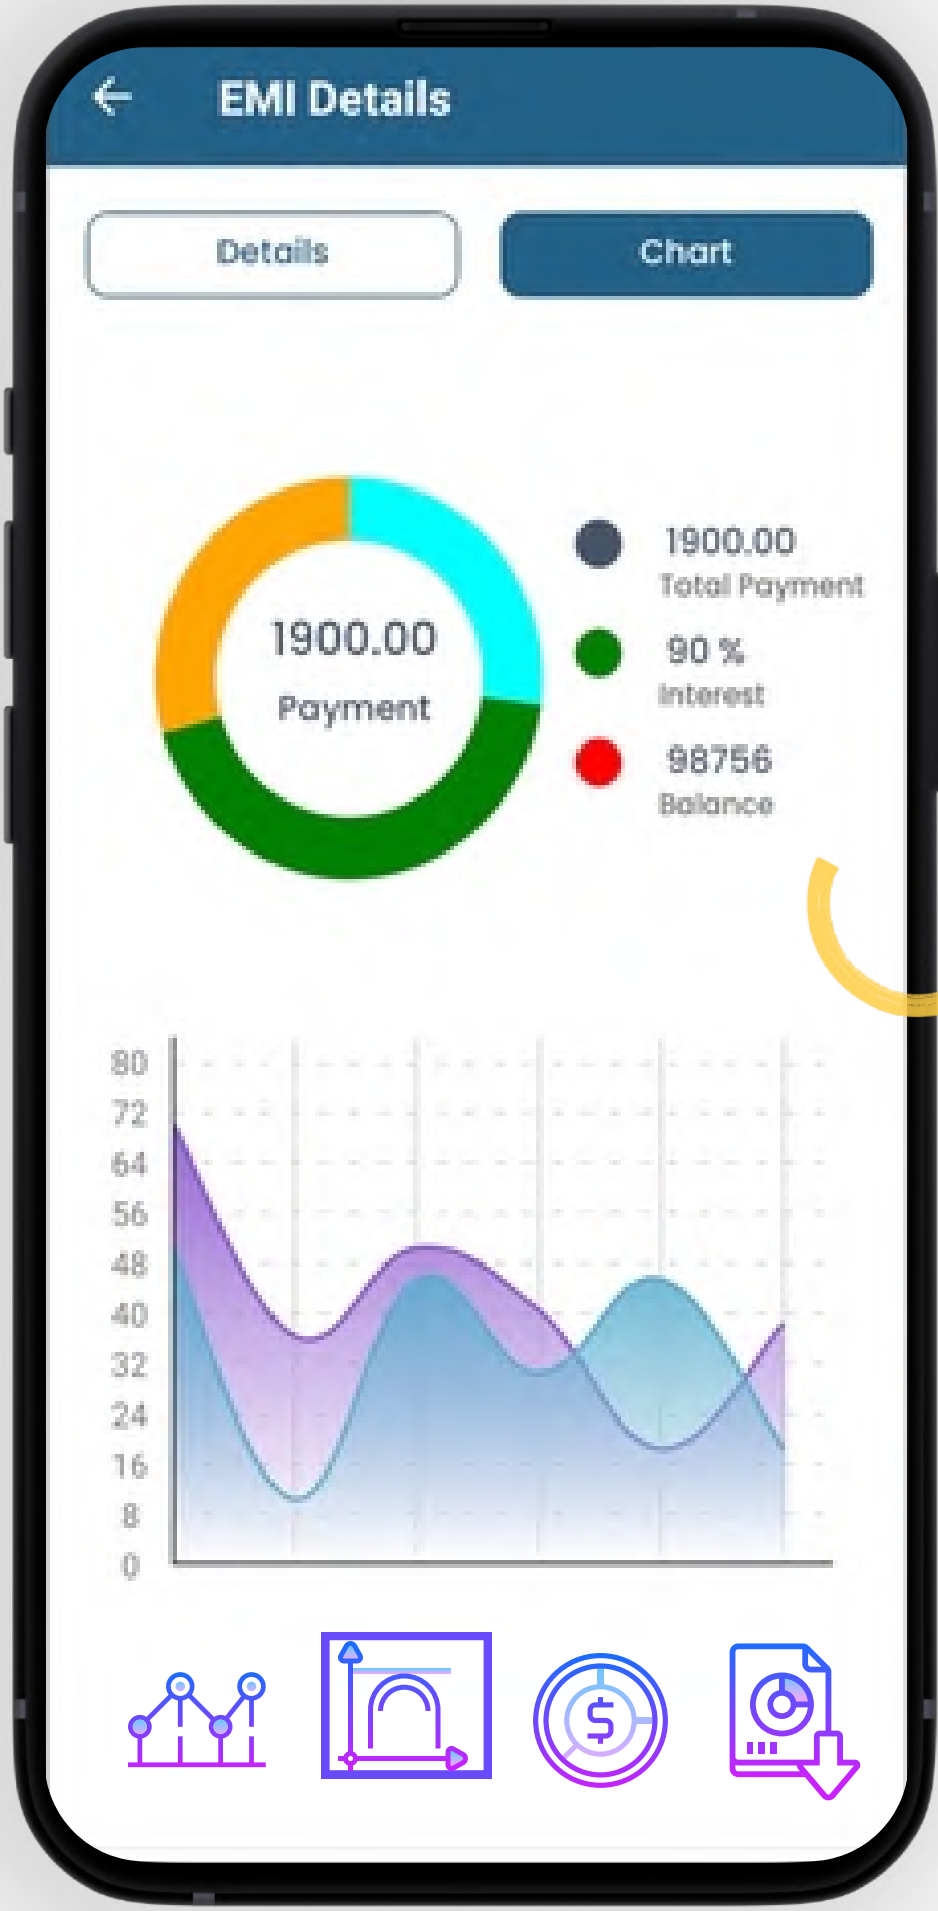 EMI Details
Details
Chart
1900.00
Payment
1900.00
Total Payment
90 %
Interest
98756
Balance
80
72
64
56
48
40
32
24
16
8
0
$